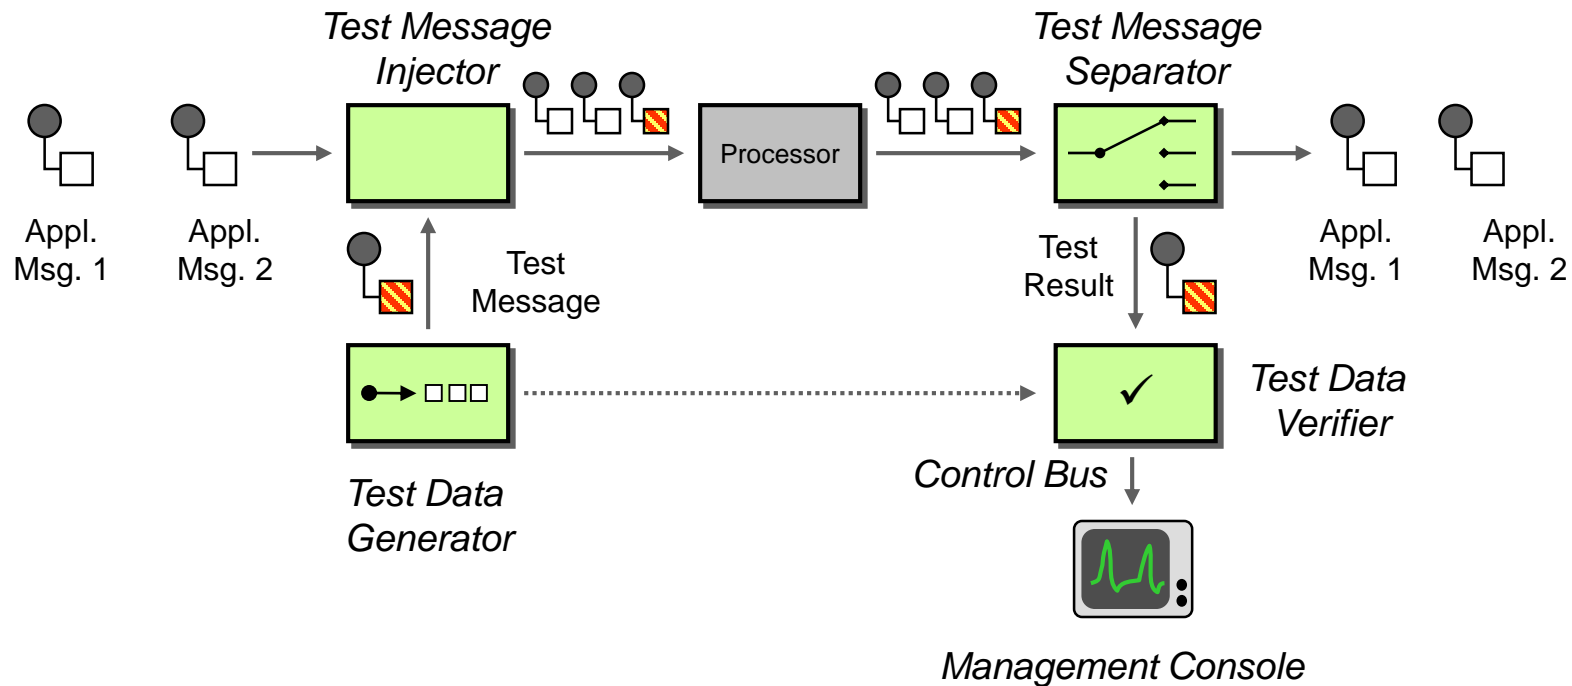 Test Message
Injector
Test Message
Separator
Processor
Appl.
Msg. 1
Appl.
Msg. 2
Test
Message
Test
Result
Appl.
Msg. 1
Appl.
Msg. 2
Test Data
Generator
Test Data
Verifier
Control Bus
Management Console